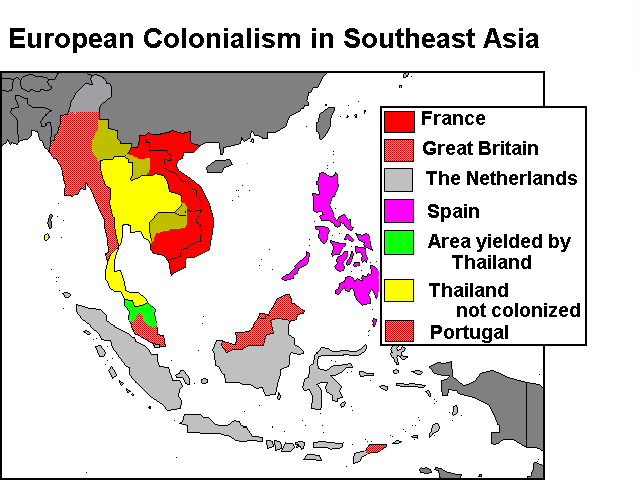 European Colonialism in Southeast Asia
France
Great Britain
The Netherlands
Spain
Area yielded by
Thailand
Thailand
not colonized
Portugal